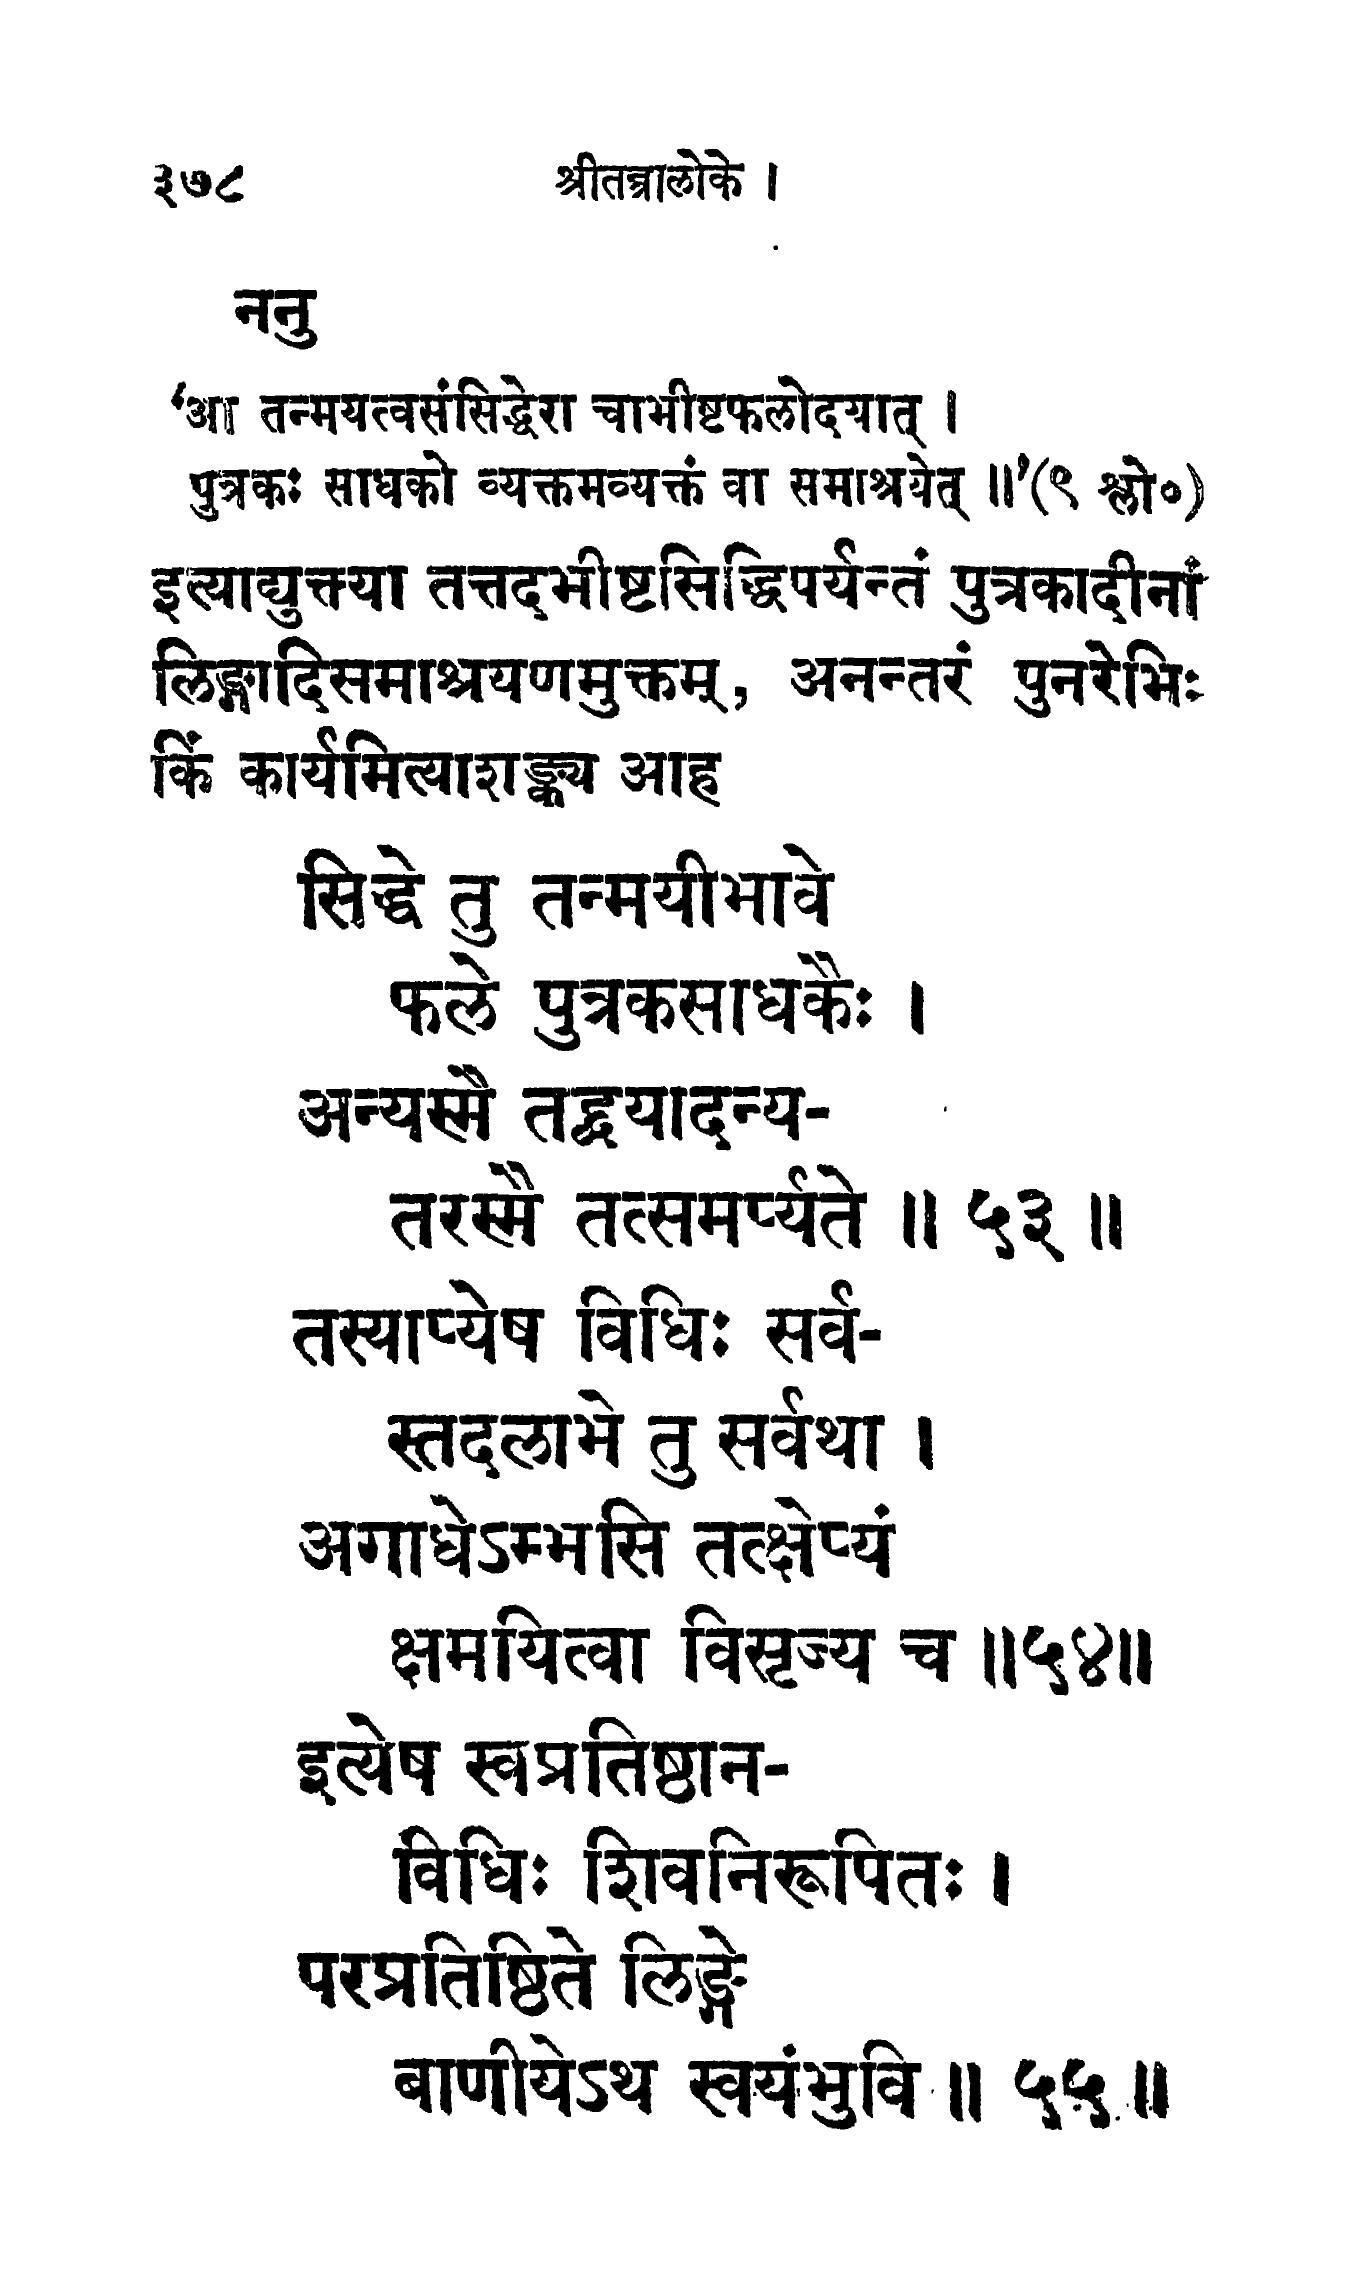 ३७८ श्रीतन्त्रालोके ।
ननु
‘आ तन्मयत्वसंसिद्धेरा चाभीष्टफलोदयात् ।
पुत्रकः साधको व्यक्तमव्यक्तं वा समाश्रयेत् ॥’(९ श्लो०)
इत्याद्युक्त्या तत्तदभीष्टसिद्धिपर्यन्तं पुत्रकादीनां
लिङ्गादिसमाश्रयणमुक्तम्, अनन्तरं पुनरेभिः
किं कार्यमित्याशङ्क्य आह
सिद्धे तु तन्मयीभावे
फले पुत्रकसाधकैः ।
अन्यस्मै तद्द्वयादन्य-
तरस्मै तत्समर्प्यते ॥ ५३ ॥
तस्याप्येष विधिः सर्व-
स्तदलाभे तु सर्वथा ।
अगाधेऽम्भसि तत्क्षेप्यं
क्षमयित्वा विसृज्य च ॥५४॥
इत्येष स्वप्रतिष्ठान-
विधिः शिवनिरूपितः ।
परप्रतिष्ठिते लिङ्गे
बाणीयेऽथ स्वयंभुवि ॥ ५५ ॥